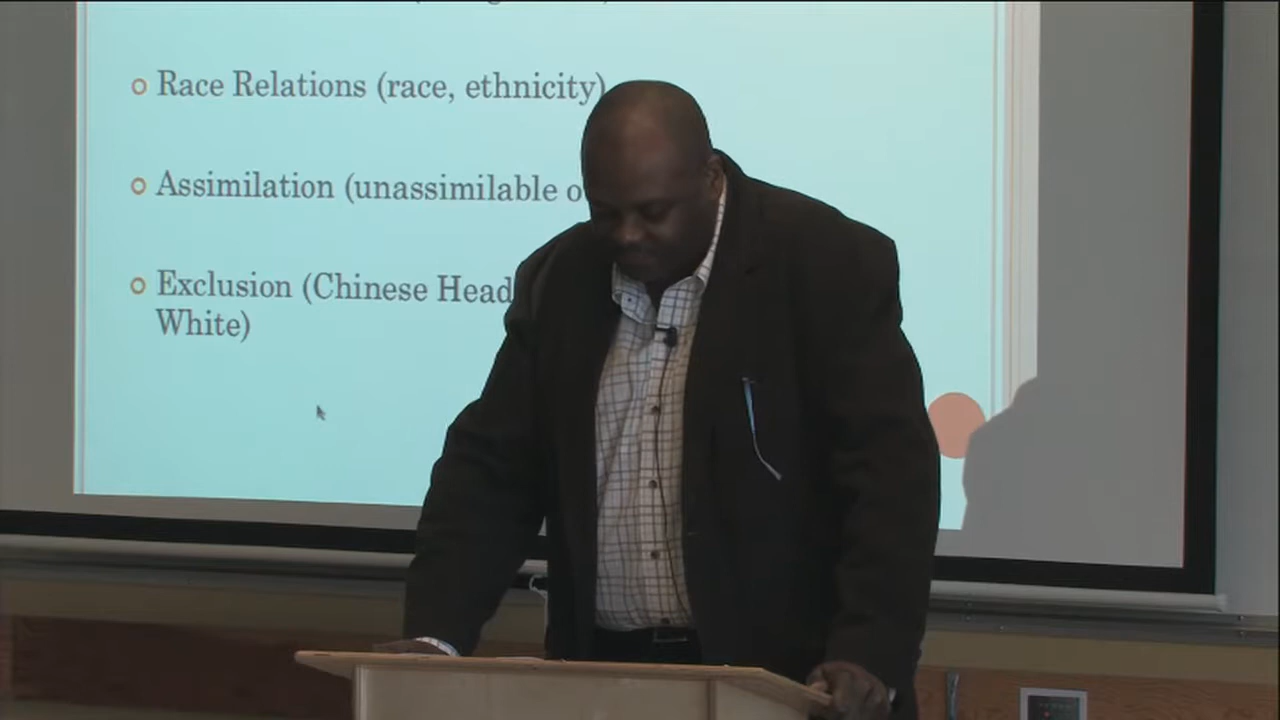 Race Relations (race, ethnicity)
Assimilation (unassimilable
Exclusion (Chinese Head
White)